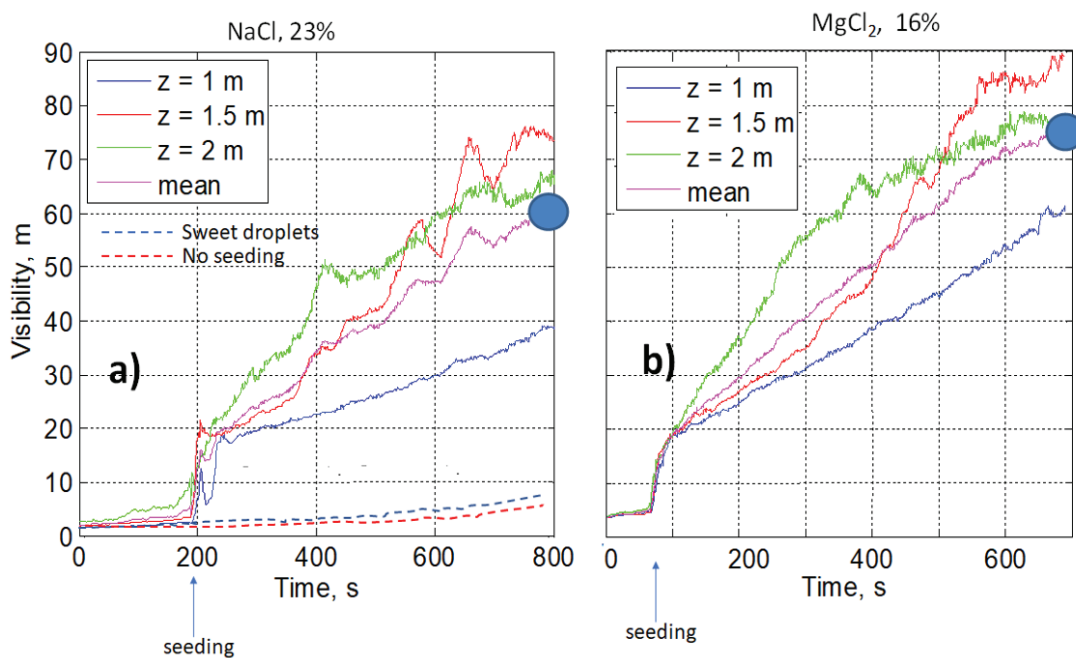 NaCl, 23%
90
80
70
60
50
40
30
20
10
0
Visibility, m
z = 1 m
z = 1.5 m
z = 2 m
mean
Sweet droplets
No seeding
a)
0 200 400 600 800
Time, s
seeding
MgCl₂, 16%
z = 1 m
z = 1.5 m
z = 2 m
mean
b)
0 200 400 600
Time, s
seeding